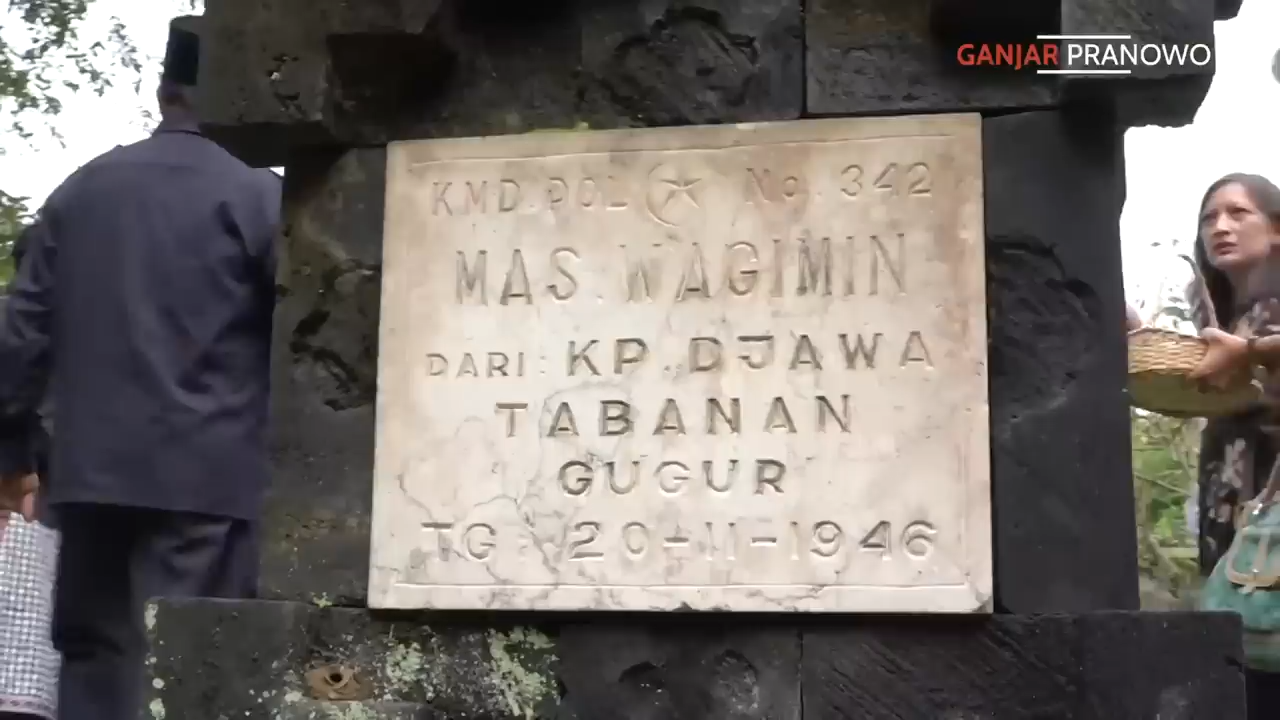 GANJAR PRANOWO
KMD. POL No. 342
MAS. WAGIMIN
DARI: KP. DJAWA
TABANAN
GUGUR
TG: 20-11-1946